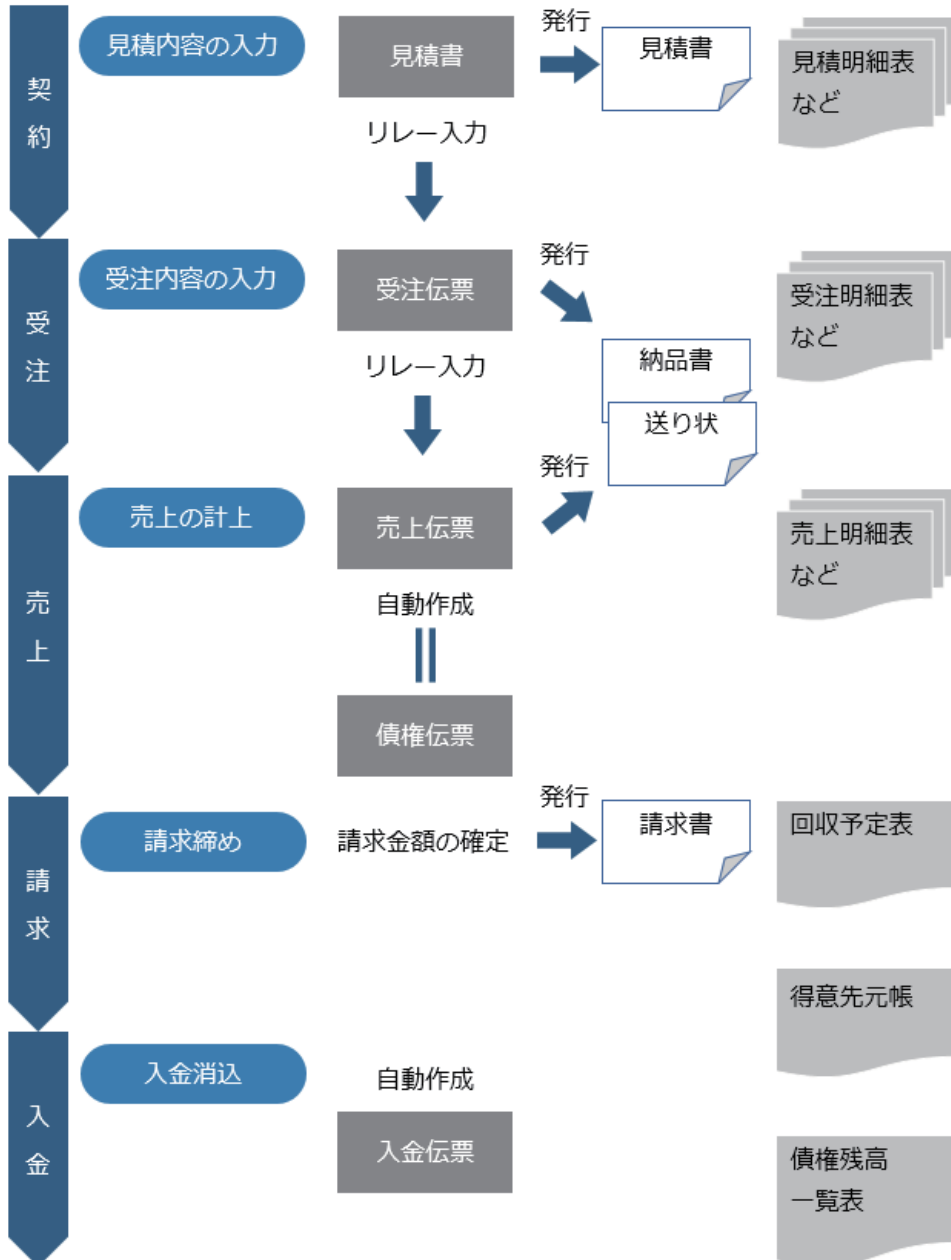 契約
見積内容の入力
見積書
発行
見積書
見積明細表
など
リレー入力
受注
受注内容の入力
受注伝票
発行
受注明細表
など
リレー入力
納品書
送り状
売上
売上の計上
売上伝票
発行
売上明細表
など
自動作成
債権伝票
請求
請求締め
請求金額の確定
発行
請求書
回収予定表
得意先元帳
入金
入金消込
自動作成
入金伝票
債権残高
一覧表